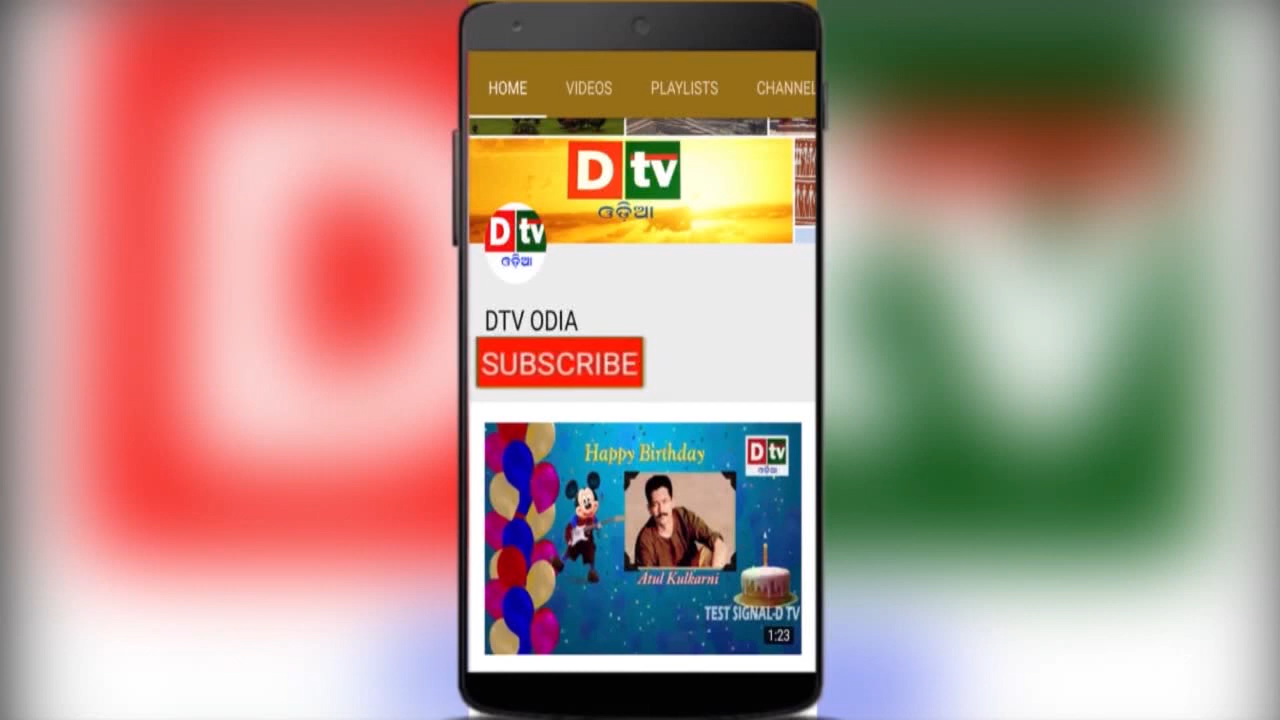 HOME VIDEOS PLAYLISTS CHANNEL
D tv
ଓଡ଼ିଆ
D tv
ଓଡ଼ିଆ
DTV ODIA
SUBSCRIBE
Happy Birthday
D tv
ଓଡ଼ିଆ
Atul Kulkarni
TEST SIGNAL-D TV
1:23